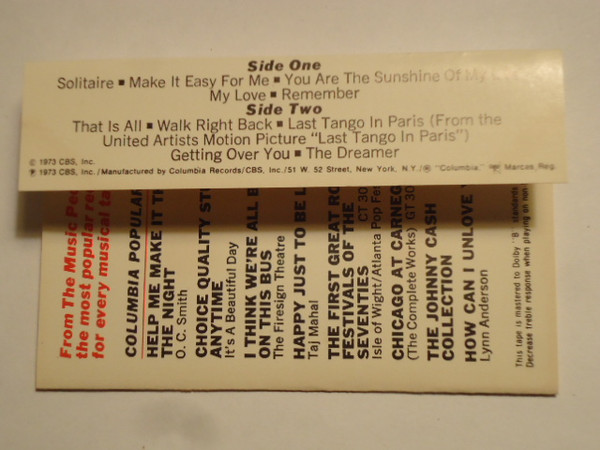 Side One
Solitaire ▪ Make It Easy For Me ▪ You Are The Sunshine Of My
My Love ▪ Remember
Side Two
That Is All ▪ Walk Right Back ▪ Last Tango In Paris (From the
United Artists Motion Picture "Last Tango In Paris")
Getting Over You ▪ The Dreamer
© 1973 CBS, Inc.
℗ 1973 CBS, Inc./Manufactured by Columbia Records/CBS, Inc./51 W. 52 Street, New York, N.Y./® "Columbia," Marcas Reg.
From The Music
the most popular
for every musical
COLUMBIA POPULAR
HELP ME MAKE IT
THE NIGHT
O. C. Smith
CHOICE QUALITY
ANYTIME
It's A Beautiful Day
I THINK WE'RE ALL
ON THIS BUS
The Firesign Theatre
HAPPY JUST TO BE
Taj Mahal
THE FIRST GREAT
FESTIVALS OF THE
SEVENTIES
Isle of Wight/Atlanta Pop
CHICAGO AT
(The Complete Works) GT
THE JOHNNY CASH
COLLECTION
HOW CAN I UNLOVE
Lynn Anderson
This tape is mastered to Dolby "B" standards
Decrease treble response when playing on